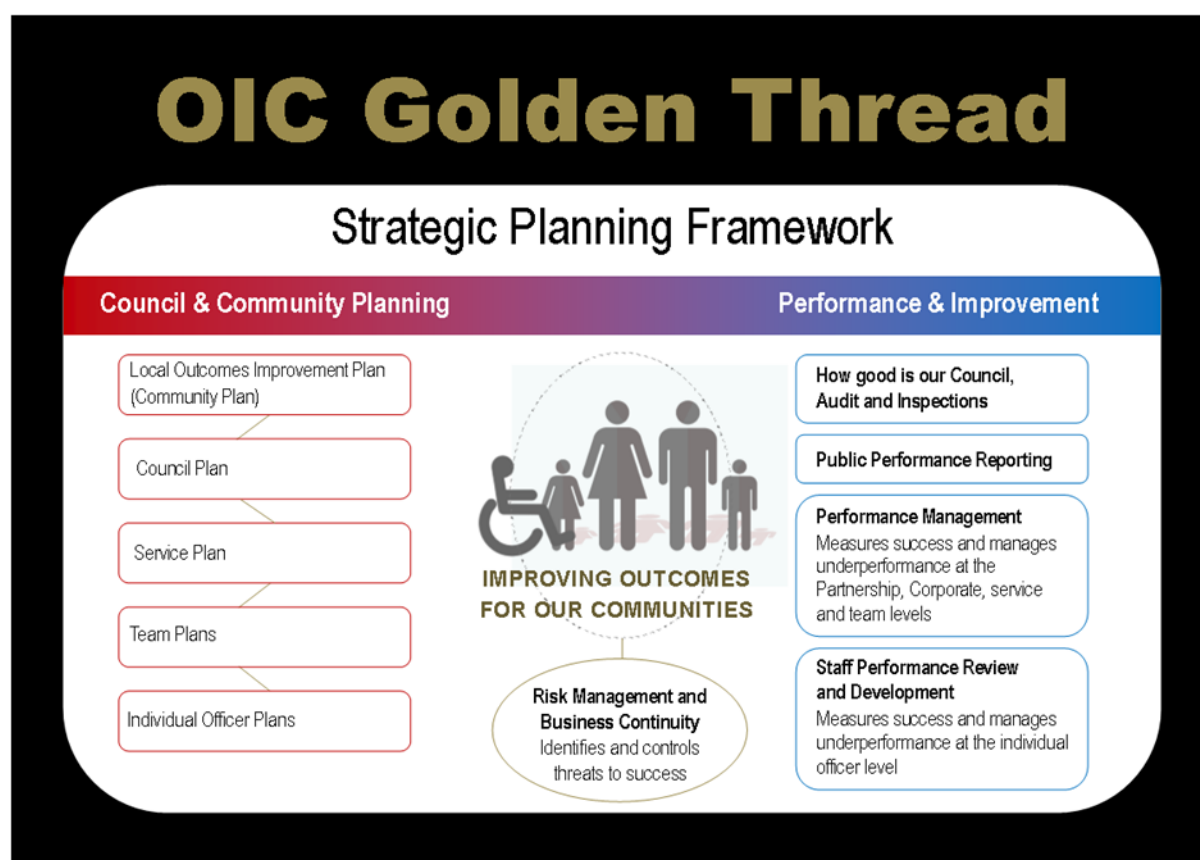 OIC Golden Thread
Strategic Planning Framework
Council & Community Planning
Performance & Improvement
Local Outcomes Improvement Plan
(Community Plan)
Council Plan
Service Plan
Team Plans
Individual Officer Plans
IMPROVING OUTCOMES
FOR OUR COMMUNITIES
Risk Management and
Business Continuity
Identifies and controls
threats to success
How good is our Council,
Audit and Inspections
Public Performance Reporting
Performance Management
Measures success and manages
underperformance at the
Partnership, Corporate, service
and team levels
Staff Performance Review
and Development
Measures success and manages
underperformance at the individual
officer level